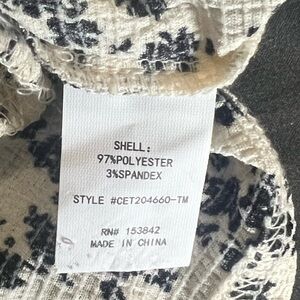 SHELL:
97%POLYESTER
3%SPANDEX
STYLE #CET204660-TM
RN# 153842
MADE IN CHINA